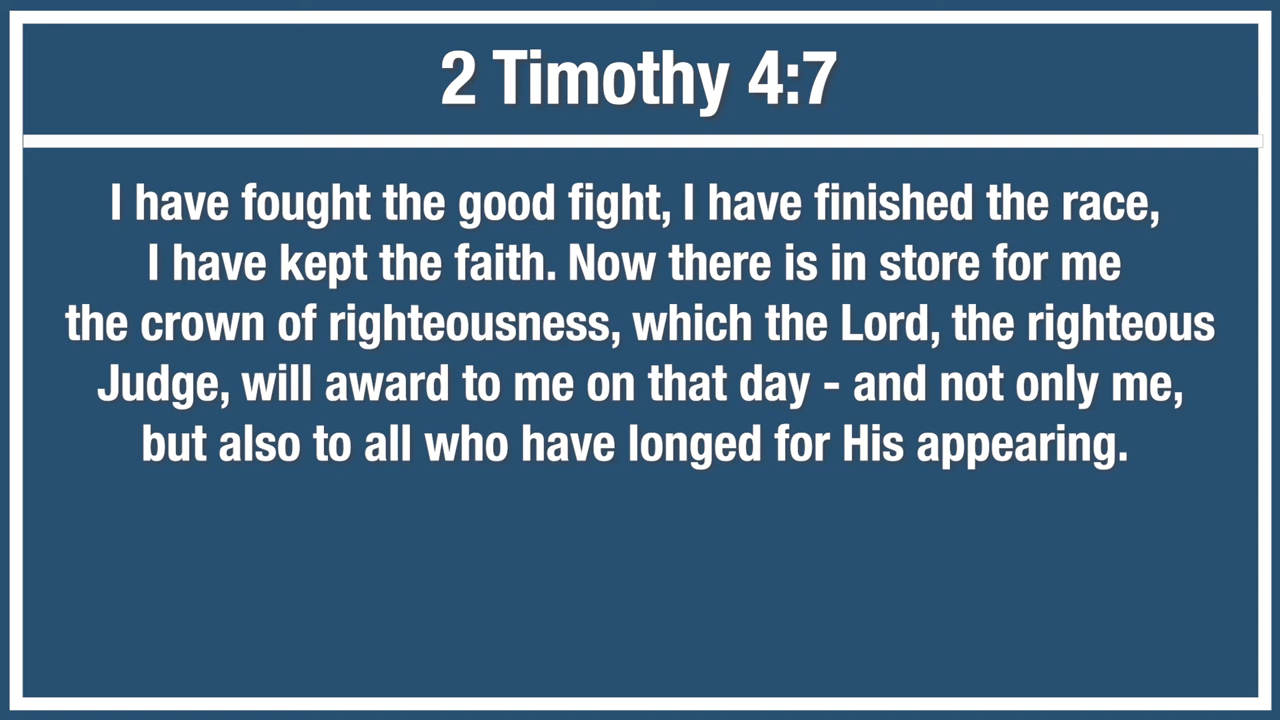 2 Timothy 4:7
I have fought the good fight, I have finished the race,
I have kept the faith. Now there is in store for me
the crown of righteousness, which the Lord, the righteous
Judge, will award to me on that day - and not only me,
but also to all who have longed for His appearing.